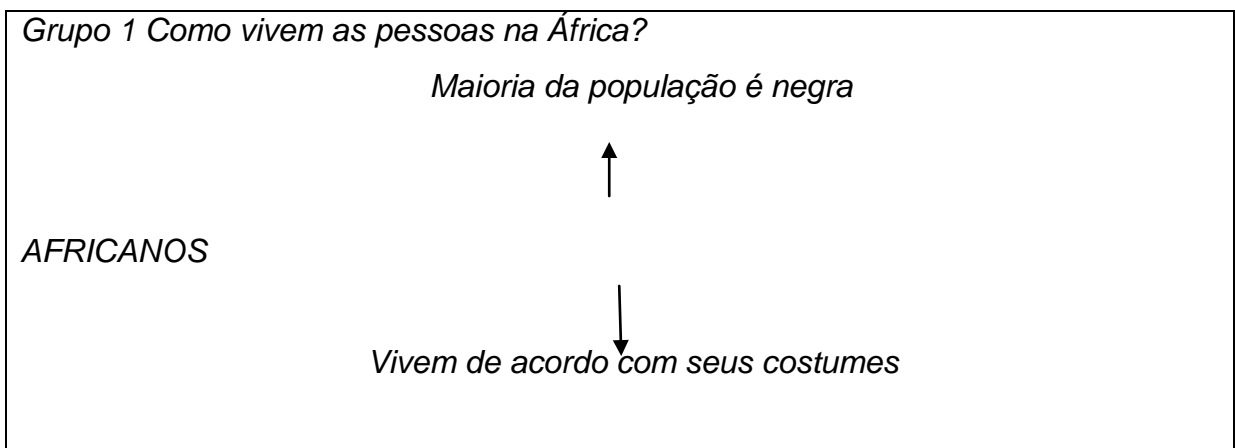 Grupo 1 Como vivem as pessoas na África?
Maioria da população é negra
AFRICANOS
Vivem de acordo com seus costumes